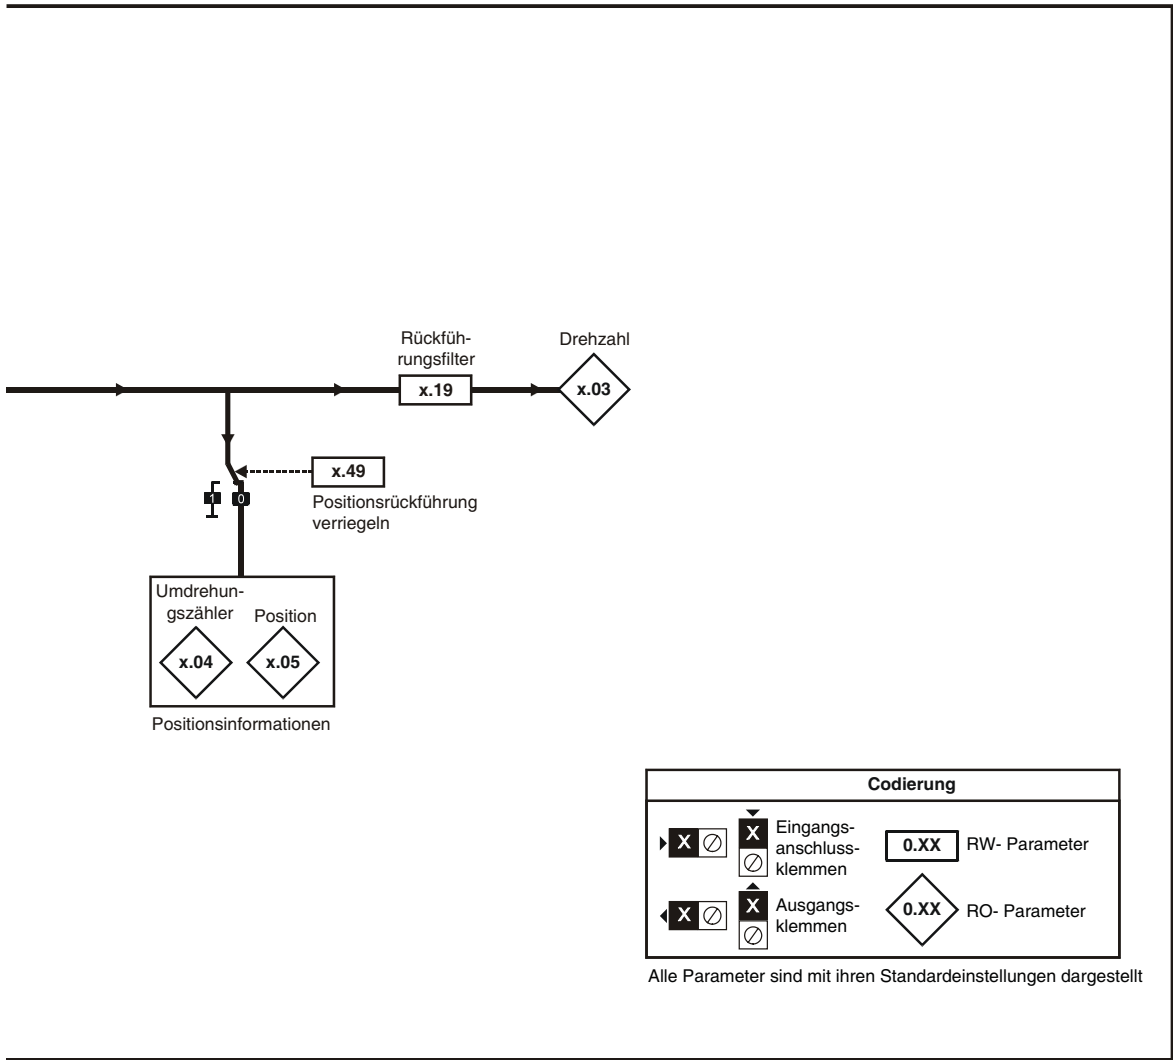 Rückfüh-
rungsfilter
x.19
Drehzahl
x.03
x.49
Positionsrückführung
verriegeln
1 0
Umdrehun-
gszähler
x.04
Position
x.05
Positionsinformationen
Codierung
X
X
Eingangs-
anschluss-
klemmen
0.XX
RW- Parameter
X
X
Ausgangs-
klemmen
0.XX
RO- Parameter
Alle Parameter sind mit ihren Standardeinstellungen dargestellt